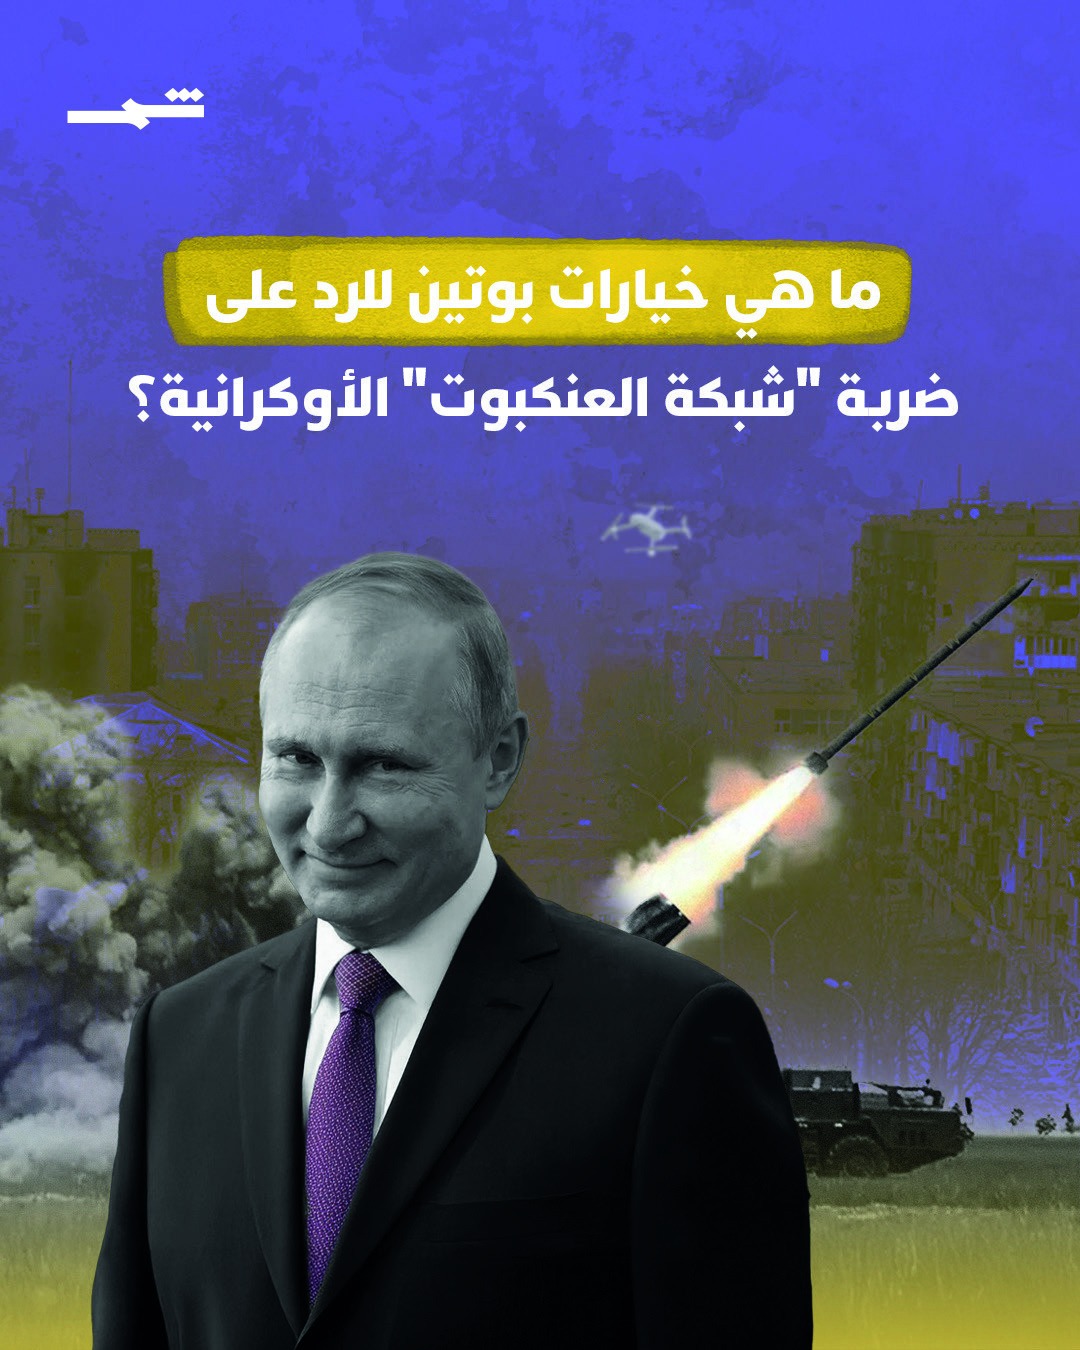 ما هي خيارات بوتين للرد على
ضربة "شبكة العنكبوت" الأوكرانية؟